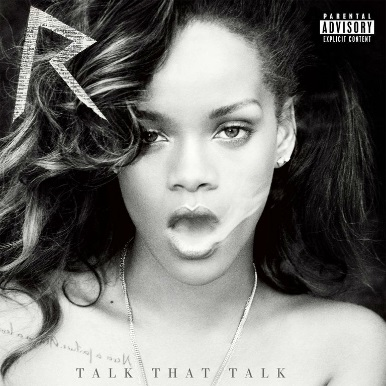 R
PARENTAL
ADVISORY
EXPLICIT CONTENT
TALK THAT TALK